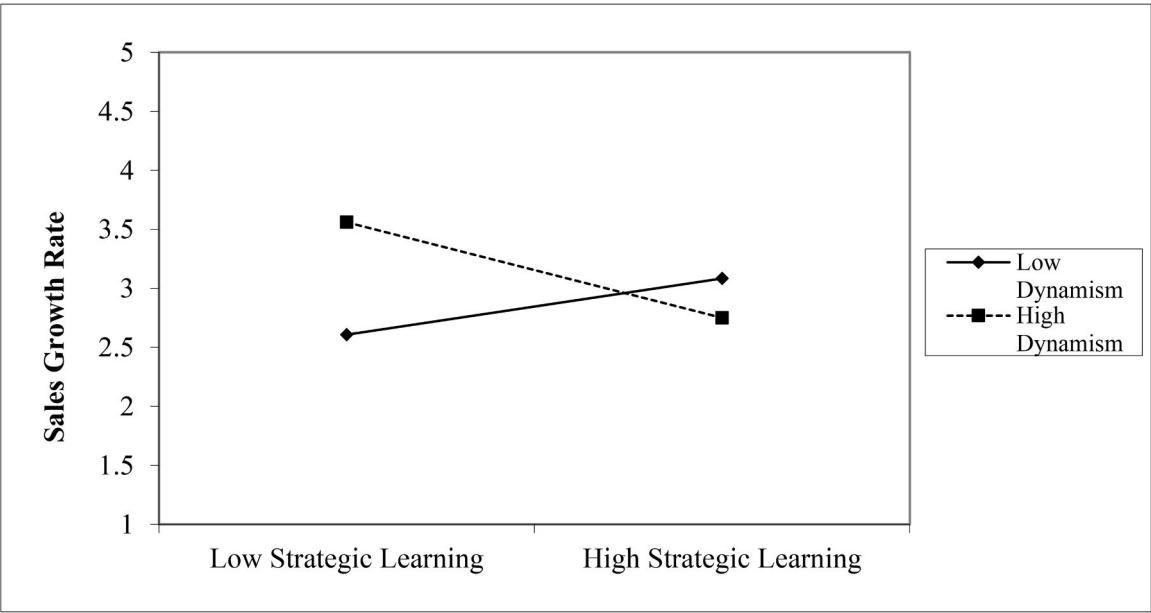 5
4.5
4
3.5
3
2.5
2
1.5
1
Sales Growth Rate
Low Strategic Learning
High Strategic Learning
Low
Dynamism
High
Dynamism